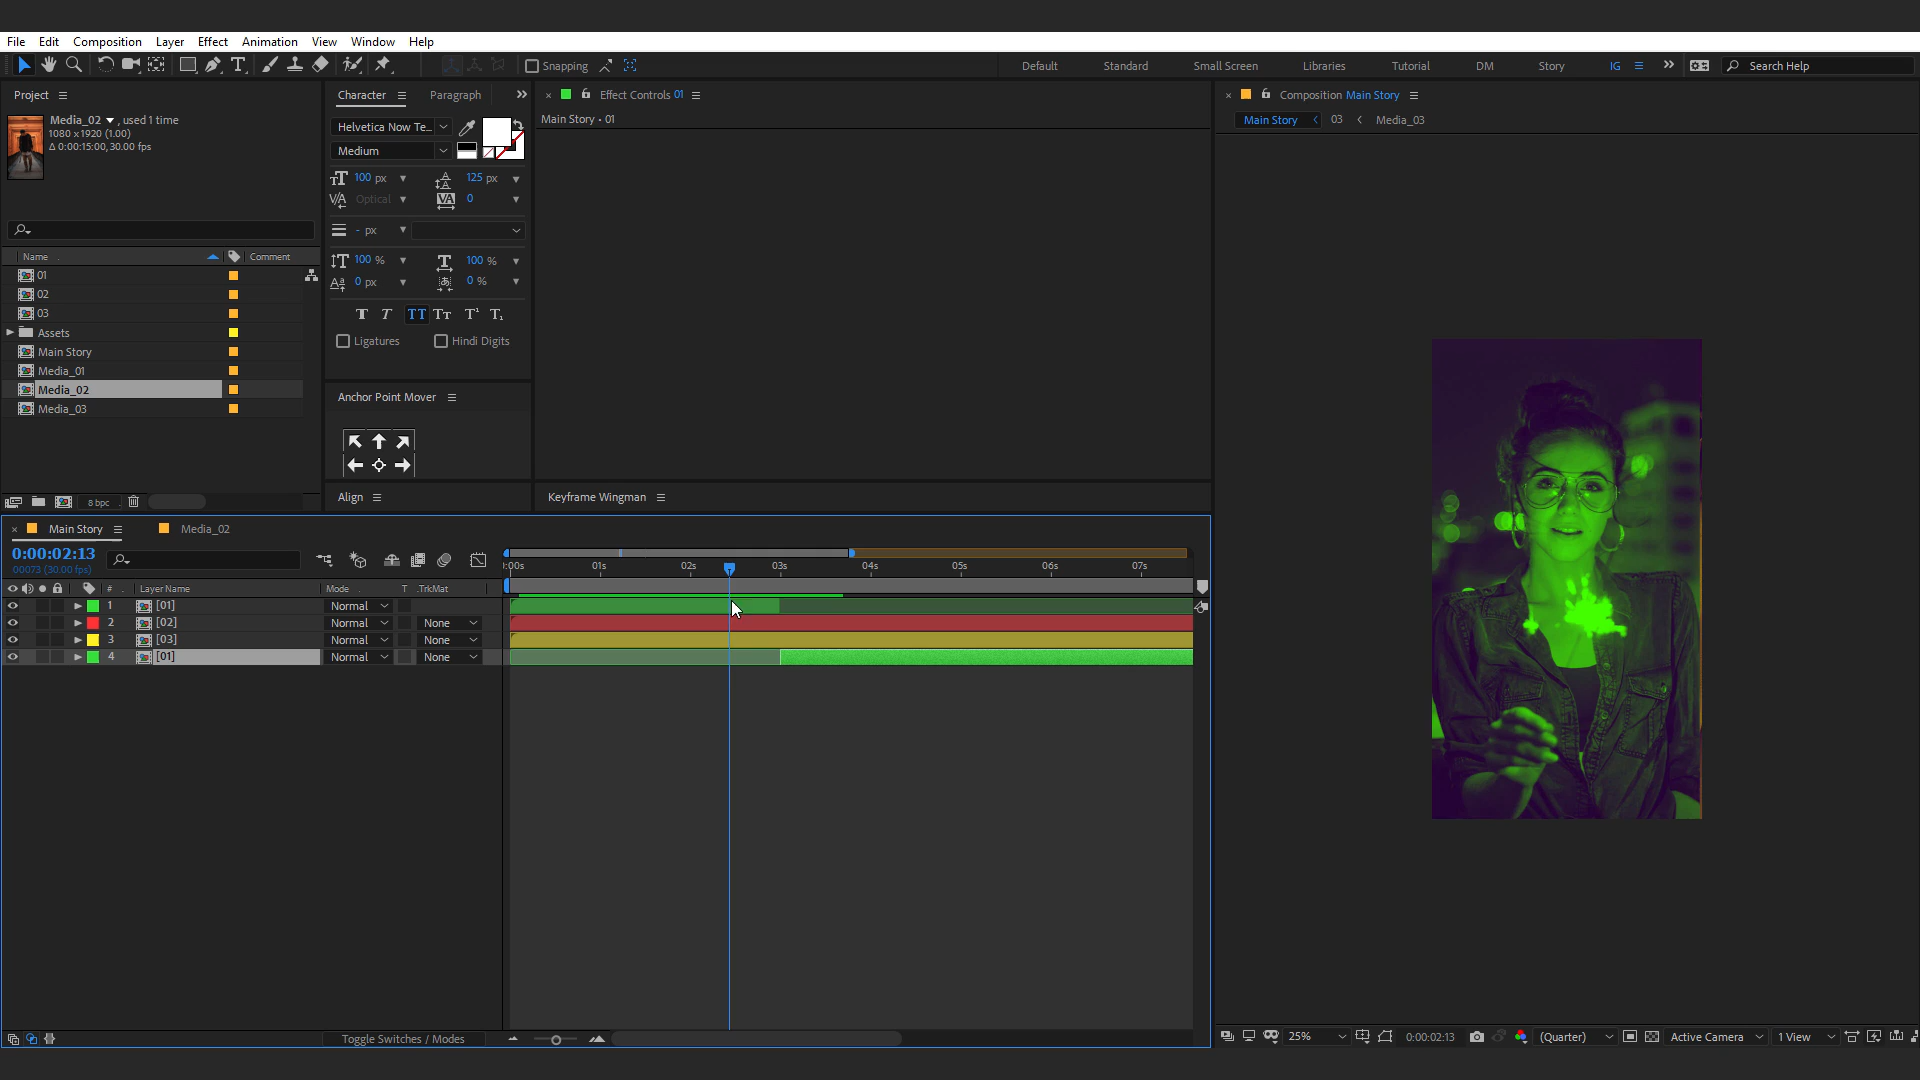 File Edit Composition Layer Effect Animation View Window Help
Snapping Default Standard Small Screen Libraries Tutorial DM Story IG Search Help
Project Character Paragraph Effect Controls 01 Composition Main Story
Media_02 , used 1 time
1080 x 1920 (1.00)
Δ 0:00:15:00, 30.00 fps
Main Story • 01
Main Story 03 Media_03
Helvetica Now Te...
Medium
100 px 125 px
Optical 0
- px
100 % 100 %
0 px 0 %
Ligatures Hindi Digits
Name Comment
01
02
03
Assets
Main Story
Media_01
Media_02
Media_03
8 bpc
Anchor Point Mover
Align
Keyframe Wingman
Main Story Media_02
0:00:02:13
00073 (30.00 fps)
:00s 01s 02s 03s 04s 05s 06s 07s
# Layer Name Mode T .TrkMat
1 [01] Normal
2 [02] Normal None
3 [03] Normal None
4 [01] Normal None
Toggle Switches / Modes
25% 0:00:02:13 (Quarter) Active Camera 1 View